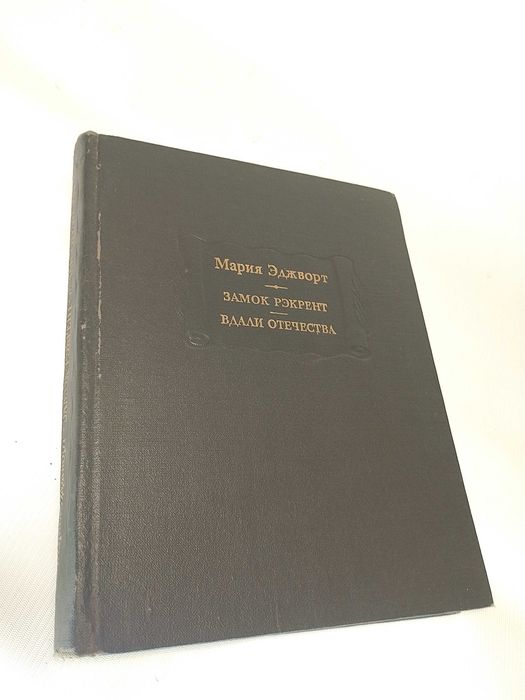 Мария Эджворт
ЗАМОК РЭКРЕНТ
ВДАЛИ ОТЕЧЕСТВА